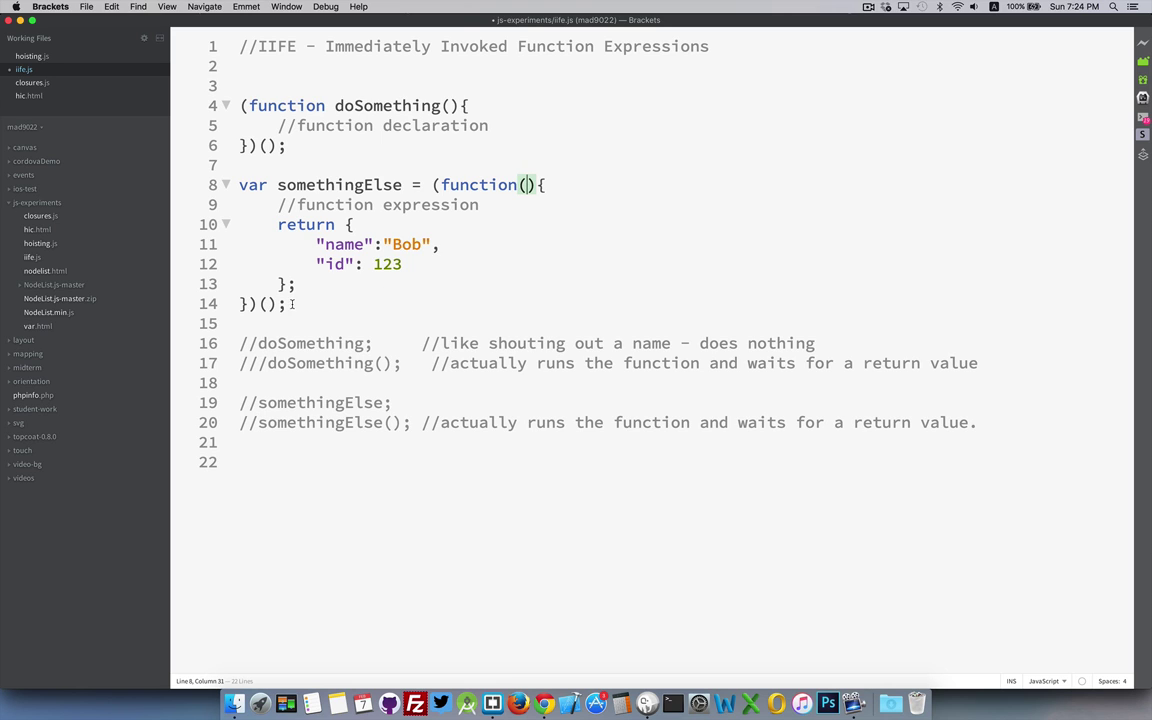 Brackets File Edit Find View Navigate Emmet Window Debug Help 100% Sun 7:24 PM
• js-experiments/iife.js (mad9022) — Brackets
Working Files
hoisting.js
iife.js
closures.js
hic.html
mad9022
canvas
cordovaDemo
events
ios-test
js-experiments
closures.js
hic.html
hoisting.js
iife.js
nodelist.html
NodeList.js-master
NodeList.js-master.zip
NodeList.min.js
var.html
layout
mapping
midterm
orientation
phpinfo.php
student-work
svg
topcoat-0.8.0
touch
video-bg
videos
1 //IIFE - Immediately Invoked Function Expressions
2
3
4 (function doSomething(){
5     //function declaration
6 })();
7
8 var somethingElse = (function(){
9     //function expression
10     return {
11         "name":"Bob",
12         "id": 123
13     };
14 })();
15
16 //doSomething;     //like shouting out a name - does nothing
17 ///doSomething();   //actually runs the function and waits for a return value
18
19 //somethingElse;
20 //somethingElse(); //actually runs the function and waits for a return value.
21
22
Line 8, Column 31 — 22 Lines
INS JavaScript Spaces: 4